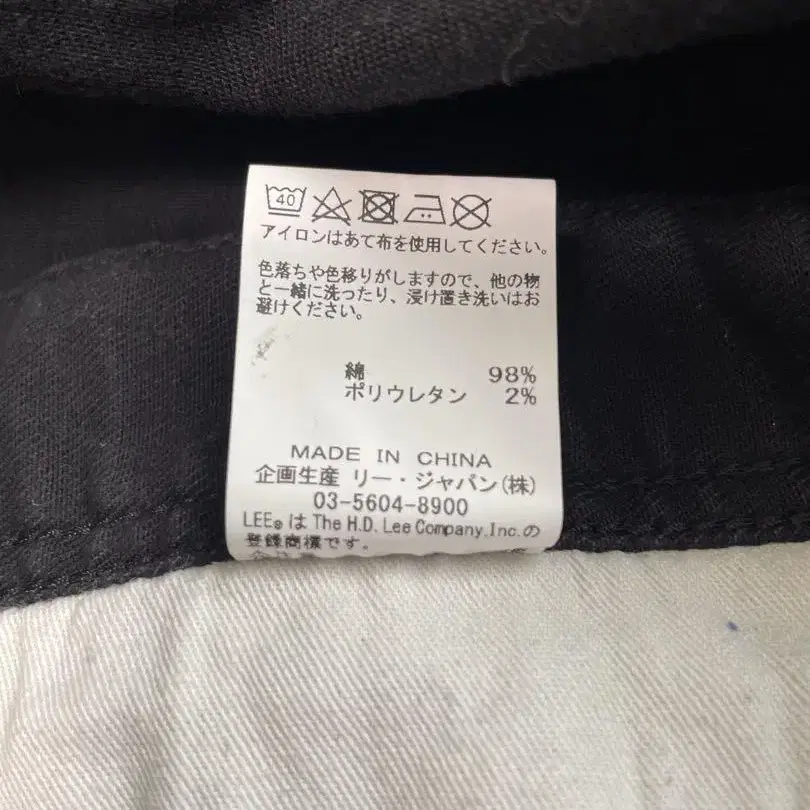 40
アイロンはあて布を使用してください。
色落ちや色移りがしますので、他の物
と一緒に洗ったり、浸け置き洗いはお
避けください。
綿 98%
ポリウレタン 2%
MADE IN CHINA
企画生産 リー・ジャパン(株)
03-5604-8900
LEE®は The H.D. Lee Company,Inc.の
登録商標です。